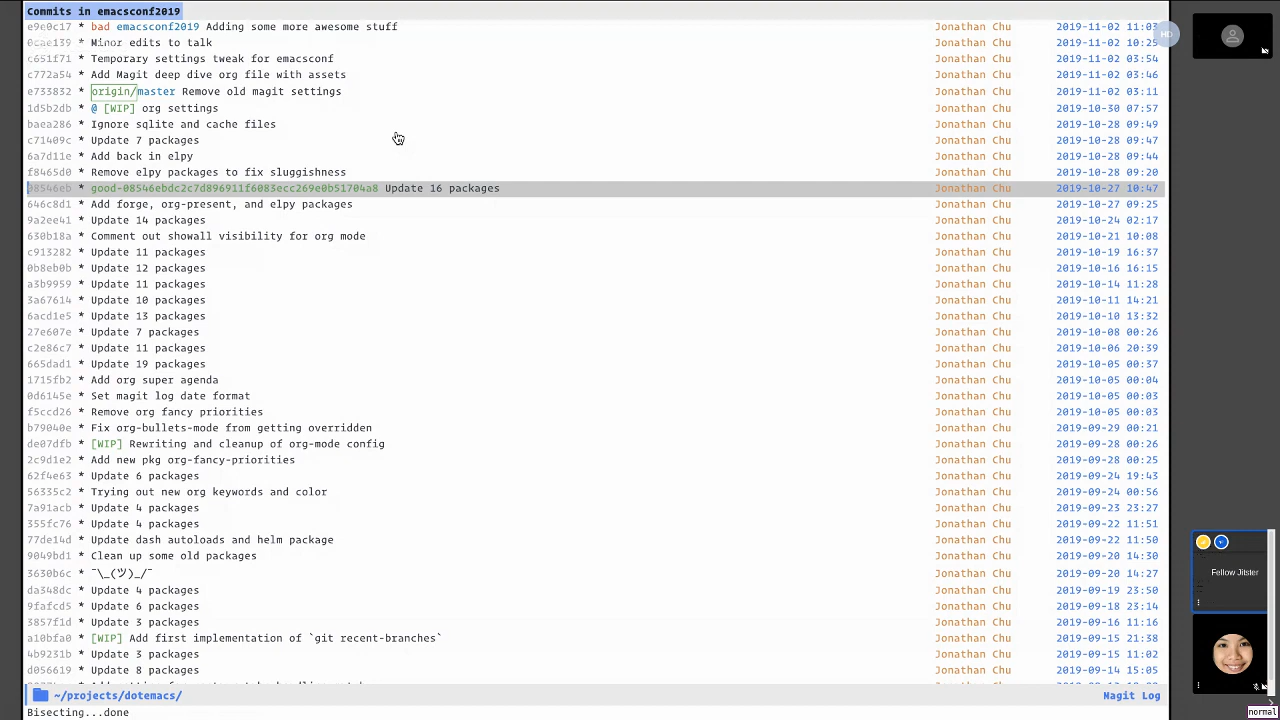 Commits in emacsconf2019
e9e0c17 * bad emacsconf2019 Adding some more awesome stuff Jonathan Chu 2019-11-02 11:03
0cae139 * Minor edits to talk Jonathan Chu 2019-11-02 10:25
HD
c651f71 * Temporary settings tweak for emacsconf Jonathan Chu 2019-11-02 03:54
c772a54 * Add Magit deep dive org file with assets Jonathan Chu 2019-11-02 03:46
e733832 * origin/master Remove old magit settings Jonathan Chu 2019-11-02 03:11
1d5b2db * @ [WIP] org settings Jonathan Chu 2019-10-30 07:57
baea286 * Ignore sqlite and cache files Jonathan Chu 2019-10-28 09:49
c71409c * Update 7 packages Jonathan Chu 2019-10-28 09:47
6a7d11e * Add back in elpy Jonathan Chu 2019-10-28 09:44
f8465d0 * Remove elpy packages to fix sluggishness Jonathan Chu 2019-10-28 09:20
08546eb * good-08546ebdc2c7d896911f6083ecc269e0b51704a8 Update 16 packages Jonathan Chu 2019-10-27 10:47
646c8d1 * Add forge, org-present, and elpy packages Jonathan Chu 2019-10-27 09:25
9a2ee41 * Update 14 packages Jonathan Chu 2019-10-24 02:17
630b18a * Comment out showall visibility for org mode Jonathan Chu 2019-10-21 10:08
c913282 * Update 11 packages Jonathan Chu 2019-10-19 16:37
0b8eb0b * Update 12 packages Jonathan Chu 2019-10-16 16:15
a3b9959 * Update 11 packages Jonathan Chu 2019-10-14 11:28
3a67614 * Update 10 packages Jonathan Chu 2019-10-11 14:21
6acd1e5 * Update 13 packages Jonathan Chu 2019-10-10 13:32
27e607e * Update 7 packages Jonathan Chu 2019-10-08 00:26
c2e86c7 * Update 11 packages Jonathan Chu 2019-10-06 20:39
665dad1 * Update 19 packages Jonathan Chu 2019-10-05 00:37
1715fb2 * Add org super agenda Jonathan Chu 2019-10-05 00:04
0d6145e * Set magit log date format Jonathan Chu 2019-10-05 00:03
f5ccd26 * Remove org fancy priorities Jonathan Chu 2019-10-05 00:03
b79040e * Fix org-bullets-mode from getting overridden Jonathan Chu 2019-09-29 00:21
de07dfb * [WIP] Rewriting and cleanup of org-mode config Jonathan Chu 2019-09-28 00:26
2c9d1e2 * Add new pkg org-fancy-priorities Jonathan Chu 2019-09-28 00:25
62f4e63 * Update 6 packages Jonathan Chu 2019-09-24 19:43
56335c2 * Trying out new org keywords and color Jonathan Chu 2019-09-24 00:56
7a91acb * Update 4 packages Jonathan Chu 2019-09-23 23:27
355fc76 * Update 4 packages Jonathan Chu 2019-09-22 11:51
77de14d * Update dash autoloads and helm package Jonathan Chu 2019-09-22 11:50
9049bd1 * Clean up some old packages Jonathan Chu 2019-09-20 14:30
3630b6c * ¯\_(ツ)_/¯ Jonathan Chu 2019-09-20 14:27
da348dc * Update 4 packages Jonathan Chu 2019-09-19 23:50
9fafcd5 * Update 6 packages Jonathan Chu 2019-09-18 23:14
3857f1d * Update 3 packages Jonathan Chu 2019-09-16 11:16
a10bfa0 * [WIP] Add first implementation of `git recent-branches` Jonathan Chu 2019-09-15 21:38
4b9231b * Update 3 packages Jonathan Chu 2019-09-15 11:02
d056619 * Update 8 packages Jonathan Chu 2019-09-14 15:05
~/projects/dotemacs/ Magit Log
Bisecting...done
Fellow Jitster
normal